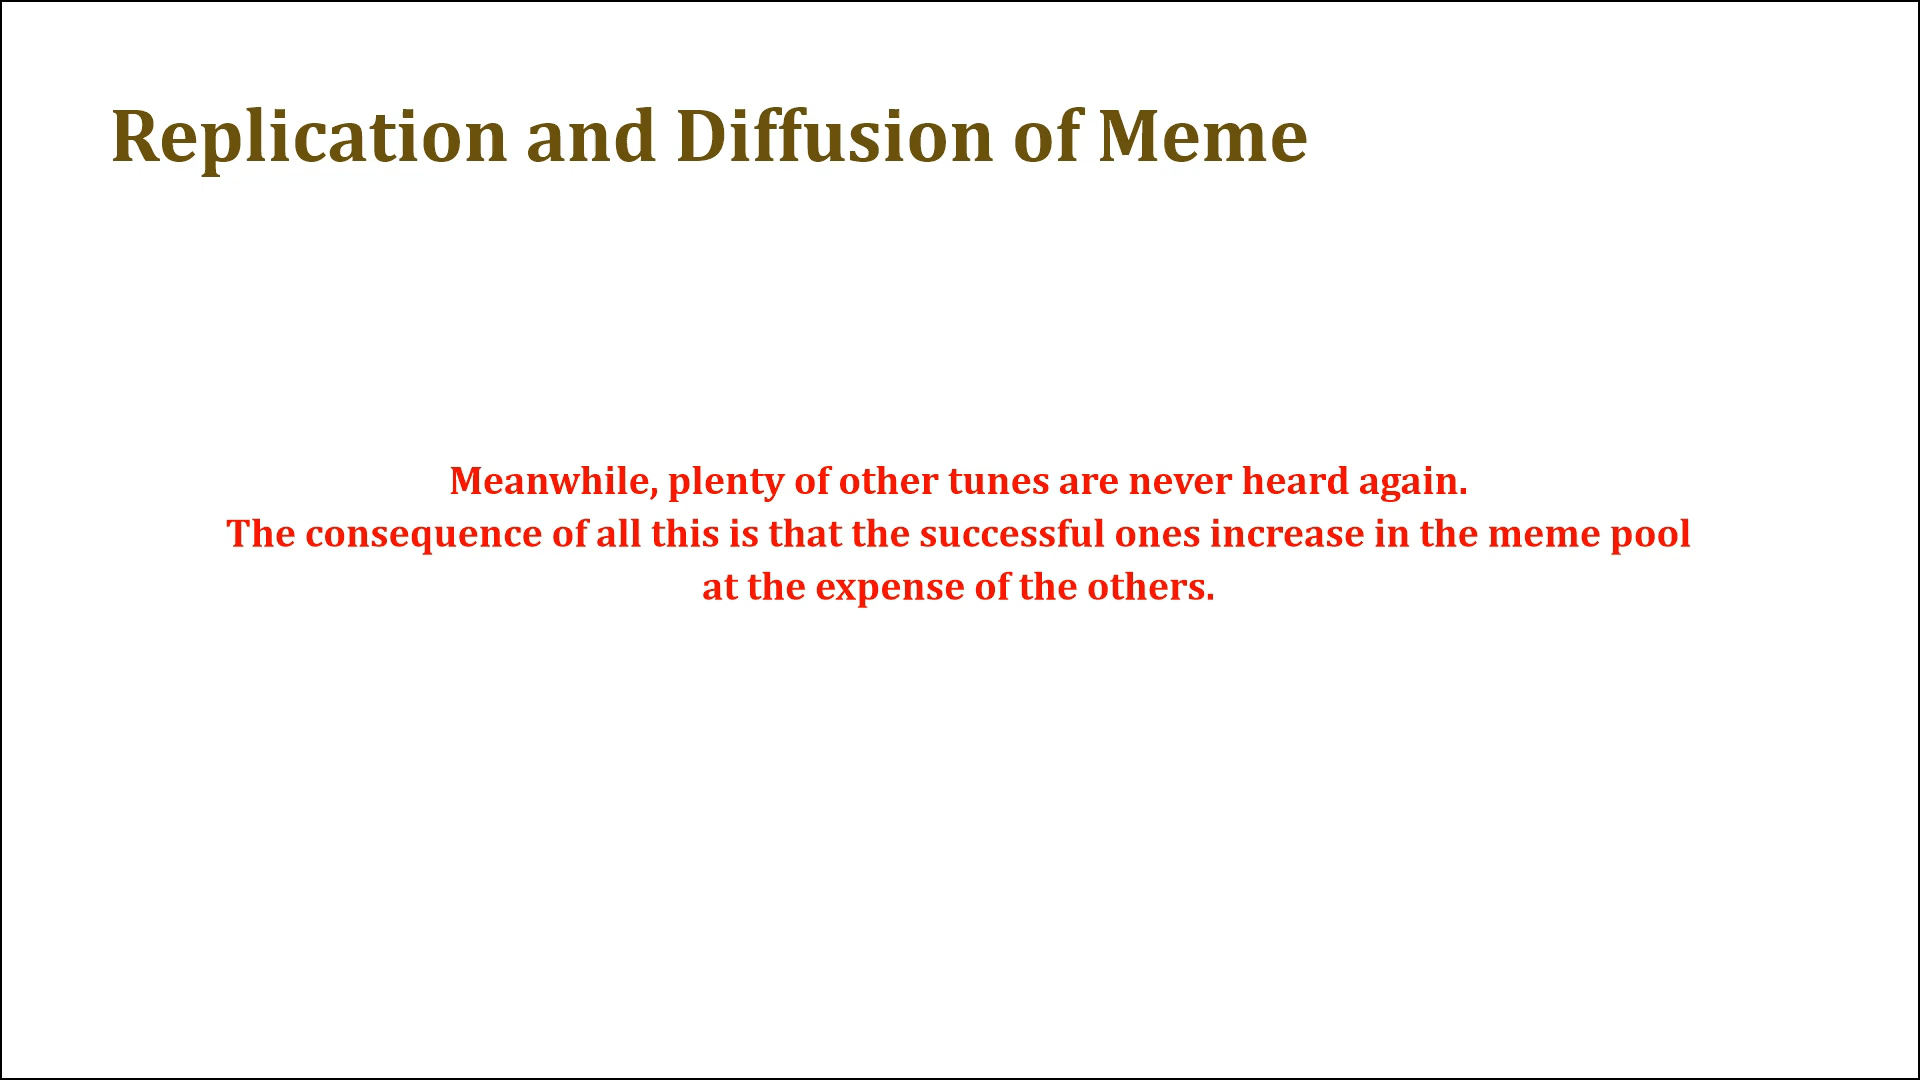 Replication and Diffusion of Meme
Meanwhile, plenty of other tunes are never heard again.
The consequence of all this is that the successful ones increase in the meme pool
at the expense of the others.